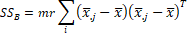 SS_B = mr∑_i (x̄_{.j} − x̄)(x̄_{.j} − x̄)^T